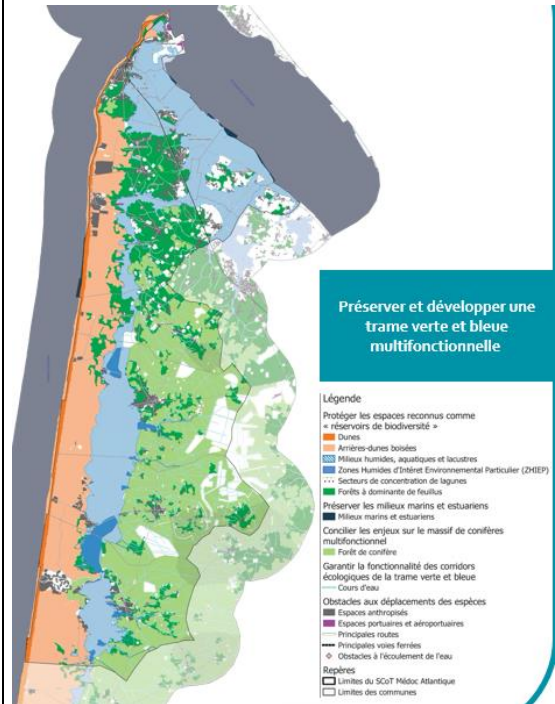 Préserver et développer une
trame verte et bleue
multifonctionnelle
Légende
Protéger les espaces reconnus comme
« réservoirs de biodiversité »
Dunes
Arrières-dunes boisées
Milieux humides, aquatiques et lacustres
Zones Humides d'Intérêt Environnemental Particulier (ZHIEP)
Secteurs de concentration de lagunes
Forêts à dominante de feuillus
Préserver les milieux marins et estuariens
Milieux marins et estuariens
Concilier les enjeux sur le massif de conifères
multifonctionnel
Forêt de conifère
Garantir la fonctionnalité des corridors
écologiques de la trame verte et bleue
Cours d'eau
Obstacles aux déplacements des espèces
Espaces anthropisés
Espaces portuaires et aéroportuaires
Principales routes
Principales voies ferrées
Obstacles à l'écoulement de l'eau
Repères
Limites du SCoT Médoc Atlantique
Limites des communes